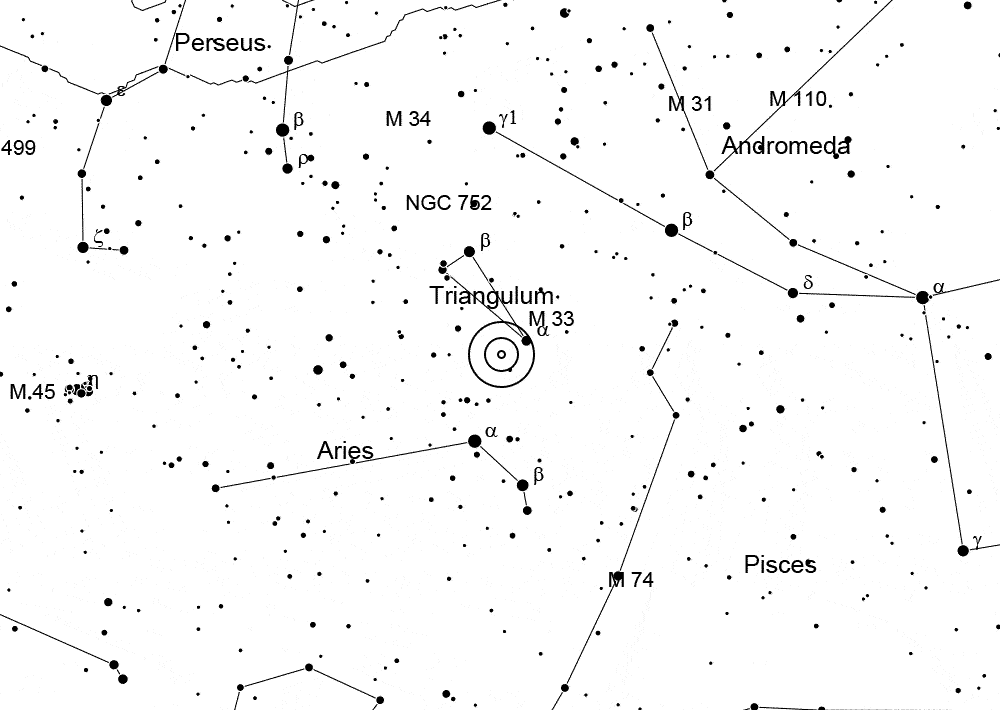 Perseus
ε
β
M 34
γ1
M 31
M 110
499
ρ
Andromeda
NGC 752
ζ
β
β
Triangulum
δ
α
M 33
α
M 45
η
α
Aries
β
γ
Pisces
M 74